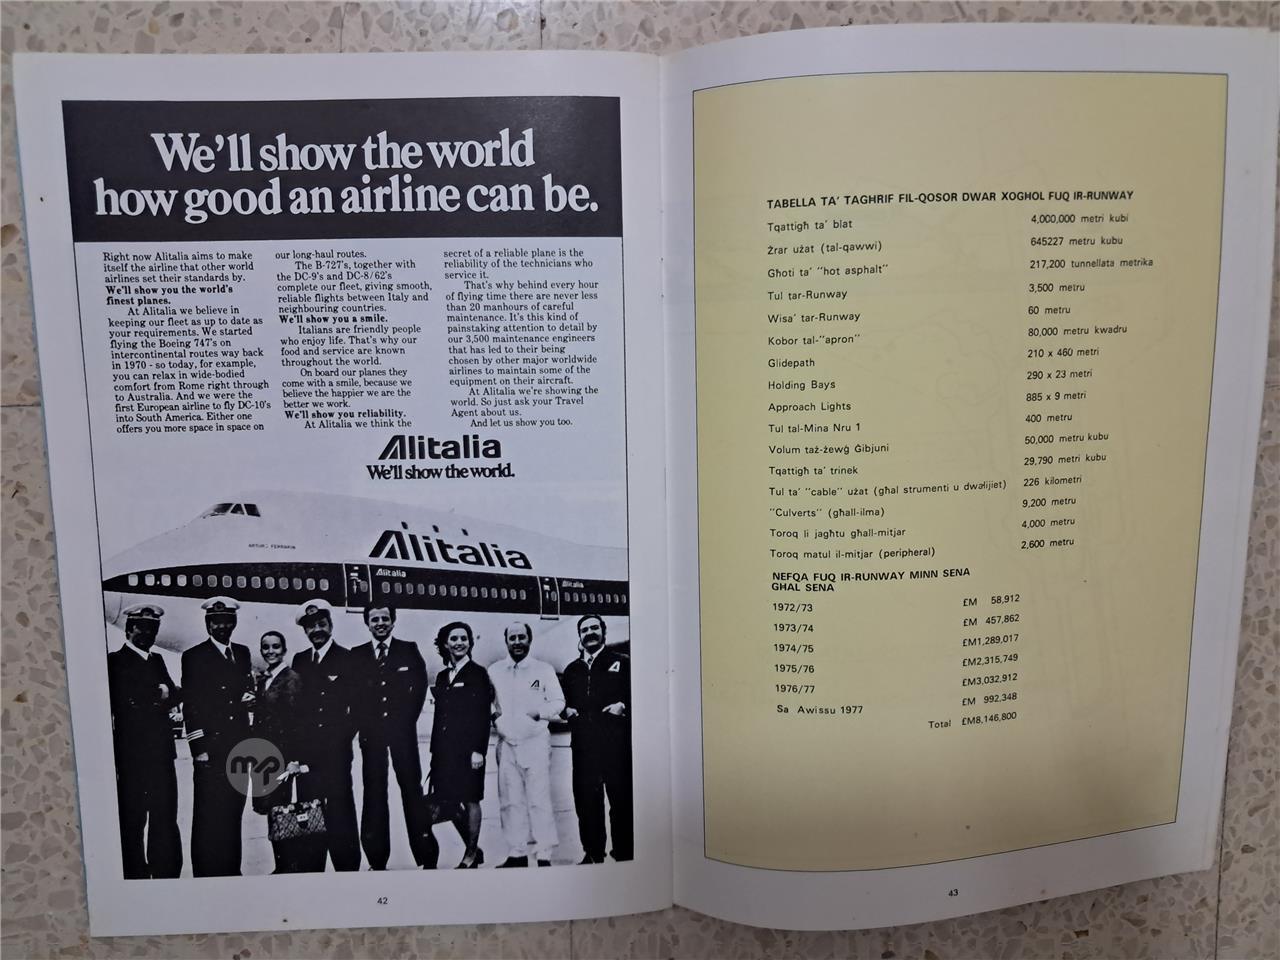 We'll show the world
how good an airline can be.
Right now Alitalia aims to make
itself the airline that other world
airlines set their standards by.
We'll show you the world's
finest planes.
At Alitalia we believe in
keeping our fleet as up to date as
your requirements. We started
flying the Boeing 747's on
intercontinental routes way back
in 1970 - so today, for example,
you can relax in wide-bodied
comfort from Rome right through
to Australia. And we were the
first European airline to fly DC-10's
into South America. Either one
offers you more space in space on
our long-haul routes.
The B-727's, together with
the DC-9's and DC-8/62's
complete our fleet, giving smooth,
reliable flights between Italy and
neighbouring countries.
We'll show you a smile.
Italians are friendly people
who enjoy life. That's why our
food and service are known
throughout the world.
On board our planes they
come with a smile, because we
believe the happier we are the
better we work.
We'll show you reliability.
At Alitalia we think the
secret of a reliable plane is the
reliability of the technicians who
service it.
That's why behind every hour
of flying time there are never less
than 20 manhours of careful
maintenance. It's this kind of
painstaking attention to detail by
our 3,500 maintenance engineers
that has led to their being
chosen by other major worldwide
airlines to maintain some of the
equipment on their aircraft.
At Alitalia we're showing the
world. So just ask your Travel
Agent about us.
And let us show you too.
Alitalia
We'll show the world.
ARTURO FERRARIN
Alitalia
Alitalia
Alitalia
mp
42
TABELLA TA' TAGHRIF FIL-QOSOR DWAR XOGHOL FUQ IR-RUNWAY
Tqattigħ ta' blat 4,000,000 metri kubi
Żrar użat (tal-qawwi) 645227 metru kubu
Għoti ta' "hot asphalt" 217,200 tunnellata metrika
Tul tar-Runway 3,500 metru
Wisa' tar-Runway 60 metru
Kobor tal-"apron" 80,000 metru kwadru
Glidepath 210 x 460 metri
Holding Bays 290 x 23 metri
Approach Lights 885 x 9 metri
Tul tal-Mina Nru 1 400 metru
Volum taż-żewġ Ġibjuni 50,000 metru kubu
Tqattigħ ta' trinek 29,790 metri kubu
Tul ta' "cable" użat (għal strumenti u dwalijiet) 226 kilometri
"Culverts" (għall-ilma) 9,200 metru
Toroq li jagħtu għall-mitjar 4,000 metru
Toroq matul il-mitjar (peripheral) 2,600 metru
NEFQA FUQ IR-RUNWAY MINN SENA
GHAL SENA
1972/73 £M 58,912
1973/74 £M 457,862
1974/75 £M1,289,017
1975/76 £M2,315,749
1976/77 £M3,032,912
Sa Awissu 1977 £M 992,348
Total £M8,146,800
43